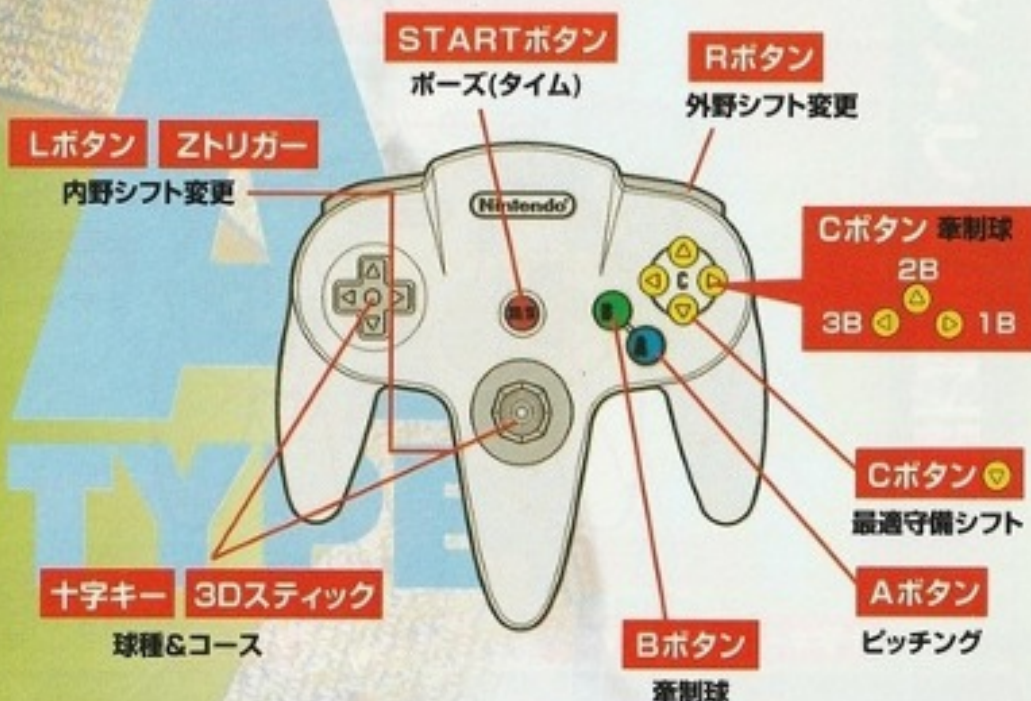 STARTボタン
ポーズ(タイム)
Rボタン
外野シフト変更
Lボタン Zトリガー
内野シフト変更
Nintendo
Cボタン 牽制球
2B
C
3B 1B
B
A
Cボタン
最適守備シフト
十字キー 3Dスティック
球種&コース
Aボタン
ピッチング
Bボタン
牽制球
A
TYPE